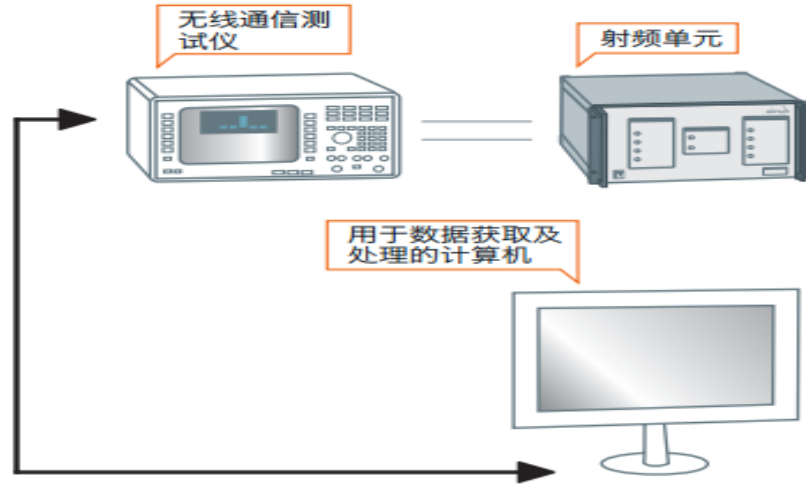 无线通信测
试仪
射频单元
用于数据获取及
处理的计算机